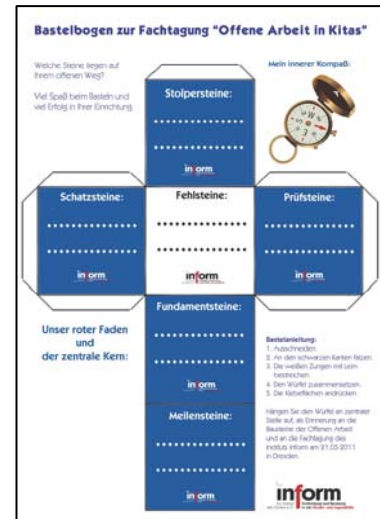 Bastelbogen zur Fachtagung "Offene Arbeit in Kitas"
Welche Steine liegen auf
Ihrem offenen Weg?
Viel Spaß beim Basteln und
viel Erfolg in Ihrer Einrichtung.
Mein innerer Kompaß:
Stolpersteine:
inform
Schatzsteine:
inform
Fehlsteine:
inform
Prüfsteine:
inform
Unser roter Faden
und
der zentrale Kern:
Fundamentsteine:
inform
Meilensteine:
inform
Bastelanleitung:
1. Ausschneiden.
2. An den schwarzen Kanten falzen.
3. Die weißen Zungen mit Leim
bestreichen.
4. Den Würfel zusammensetzen.
5. Die Klebeflächen andrücken.
Hängen Sie den Würfel an zentraler
Stelle auf, als Erinnerung an die
Bausteine der Offenen Arbeit
und an die Fachtagung des
Instituts inform am 21.03.2011
in Dresden.
inform